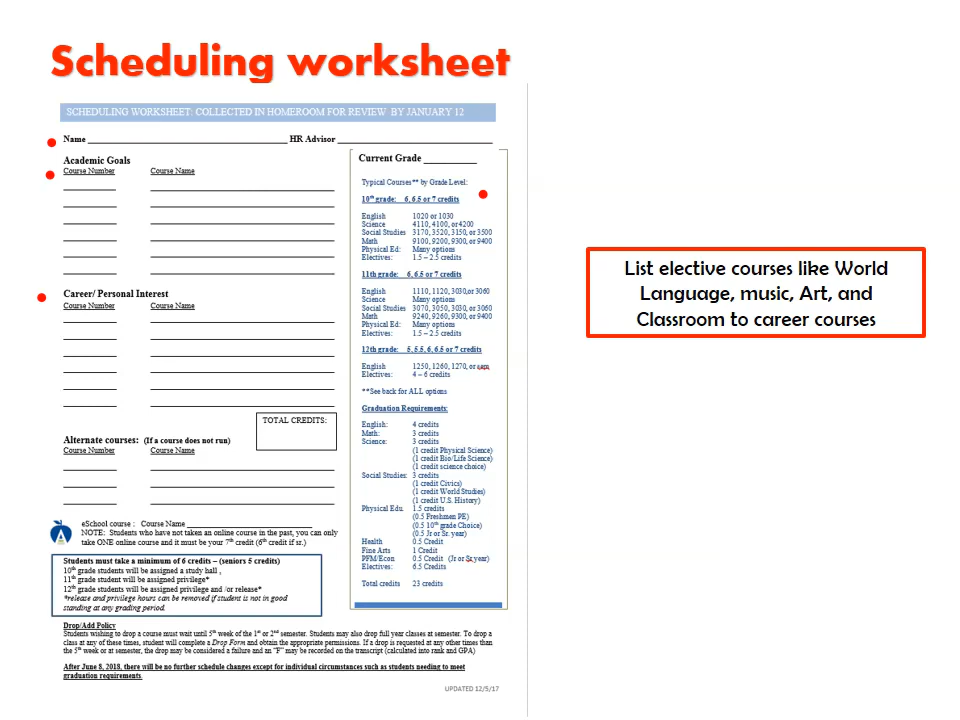 Scheduling worksheet
SCHEDULING WORKSHEET: COLLECTED IN HOMEROOM FOR REVIEW BY JANUARY 12
Name ____ HR Advisor ____
Academic Goals
Course Number Course Name
Career/ Personal Interest
Course Number Course Name
TOTAL CREDITS:
Alternate courses: (If a course does not run)
Course Number Course Name
eSchool course : Course Name ____
NOTE: Students who have not taken an online course in the past, you can only
take ONE online course and it must be your 7th credit (6th credit if sr.)
Students must take a minimum of 6 credits – (seniors 5 credits)
10th grade students will be assigned a study hall ,
11th grade student will be assigned privilege*
12th grade students will be assigned privilege and /or release*
*release and privilege hours can be removed if student is not in good
standing at any grading period.
Current Grade ____
Typical Courses** by Grade Level:
10th grade: 6, 6.5 or 7 credits
English 1020 or 1030
Science 4110, 4100, or 4200
Social Studies 3170, 3520, 3150, or 3500
Math 9100, 9200, 9300, or 9400
Physical Ed: Many options
Electives: 1.5 – 2.5 credits
11th grade: 6, 6.5 or 7 credits
English 1110, 1120, 3030,or 3060
Science Many options
Social Studies 3070, 3050, 3030, or 3060
Math 9240, 9260, 9300, or 9400
Physical Ed: Many options
Electives: 1.5 – 2.5 credits
12th grade: 5, 5.5, 6, 6.5 or 7 credits
English 1250, 1260, 1270, or sem
Electives: 4 – 6 credits
**See back for ALL options
Graduation Requirements:
English: 4 credits
Math: 3 credits
Science: 3 credits
(1 credit Physical Science)
(1 credit Bio/Life Science)
(1 credit science choice)
Social Studies: 3 credits
(1 credit Civics)
(1 credit World Studies)
(1 credit U.S. History)
Physical Edu. 1.5 credits
(0.5 Freshmen PE)
(0.5 10th grade Choice)
(0.5 Jr or Sr. year)
Health 0.5 Credit
Fine Arts 1 Credit
PFM/Econ 0.5 Credit (Jr or Sr.year)
Electives: 6.5 Credits
Total credits 23 credits
Drop/Add Policy
Students wishing to drop a course must wait until 5th week of the 1st or 2nd semester. Students may also drop full year classes at semester. To drop a
class at any of these times, student will complete a Drop Form and obtain the appropriate permissions. If a drop is requested at any other times than
the 5th week or at semester, the drop may be considered a failure and an “F” may be recorded on the transcript (calculated into rank and GPA)
After June 8, 2018, there will be no further schedule changes except for individual circumstances such as students needing to meet
graduation requirements.
UPDATED 12/5/17
List elective courses like World
Language, music, Art, and
Classroom to career courses